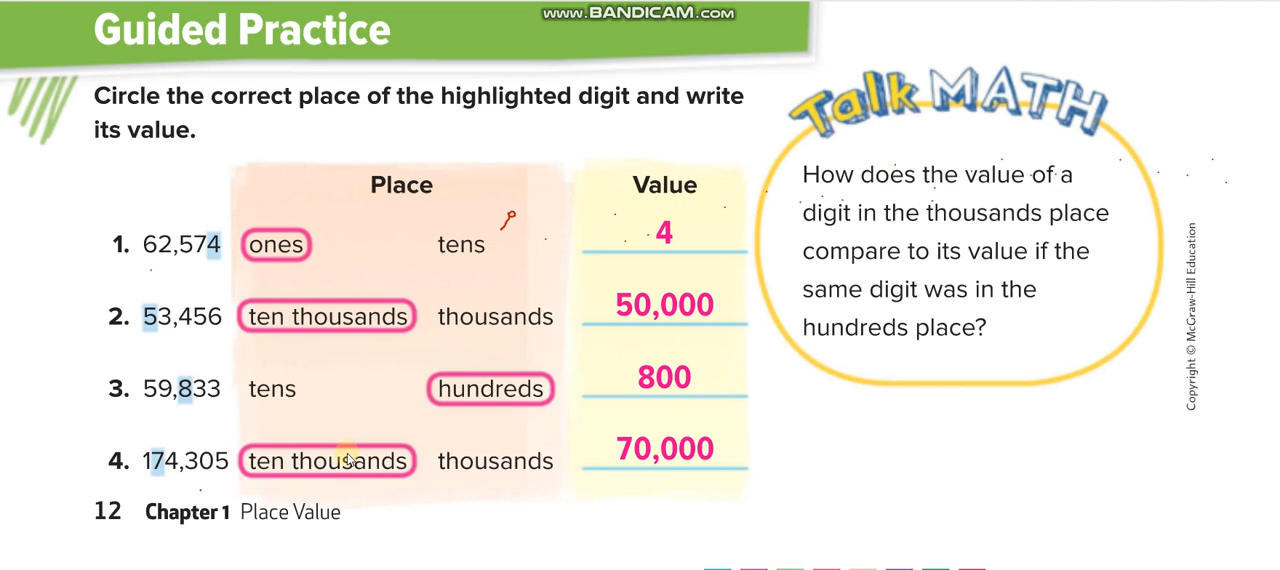 www.BANDICAM.com
Guided Practice
Circle the correct place of the highlighted digit and write
its value.
Place Value
1. 62,574 ones tens 4
2. 53,456 ten thousands thousands 50,000
3. 59,833 tens hundreds 800
4. 174,305 ten thousands thousands 70,000
12 Chapter 1 Place Value
Talk MATH
How does the value of a
digit in the thousands place
compare to its value if the
same digit was in the
hundreds place?
Copyright © McGraw-Hill Education